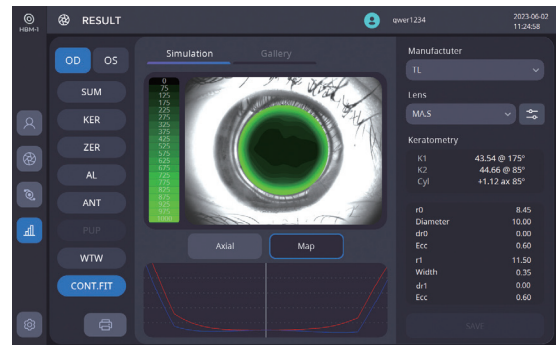 HBM-1
RESULT
qwer1234
2023-06-02
11:24:58
OD
OS
SUM
KER
ZER
AL
ANT
PUP
WTW
CONT.FIT
Simulation
Gallery
0
75
125
175
225
275
325
375
425
525
575
625
675
725
775
825
875
925
975
1000
Axial
Map
Manufactuter
TL
Lens
MA.S
Keratometry
K1 43.54 @ 175°
K2 44.66 @ 85°
Cyl +1.12 ax 85°
r0 8.45
Diameter 10.00
dr0 0.00
Ecc 0.60
r1 11.50
Width 0.35
dr1 0.00
Ecc 0.60
SAVE